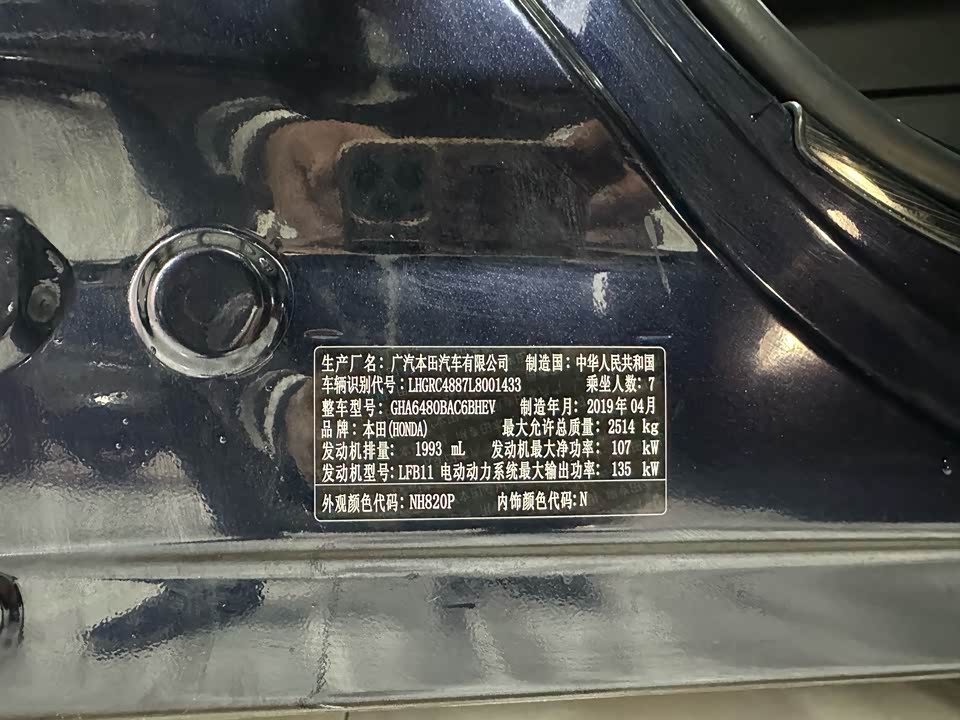 生产厂名：广汽本田汽车有限公司 制造国：中华人民共和国
车辆识别代号：LHGRC4887L8001433 乘坐人数：7
整车型号：GHA6480BAC6BHEV 制造年月：2019年04月
品牌：本田(HONDA) 最大允许总质量：2514 kg
发动机排量：1993 mL 发动机最大净功率：107 kW
发动机型号：LFB11 电动动力系统最大输出功率：135 kW
外观颜色代码：NH820P 内饰颜色代码：N